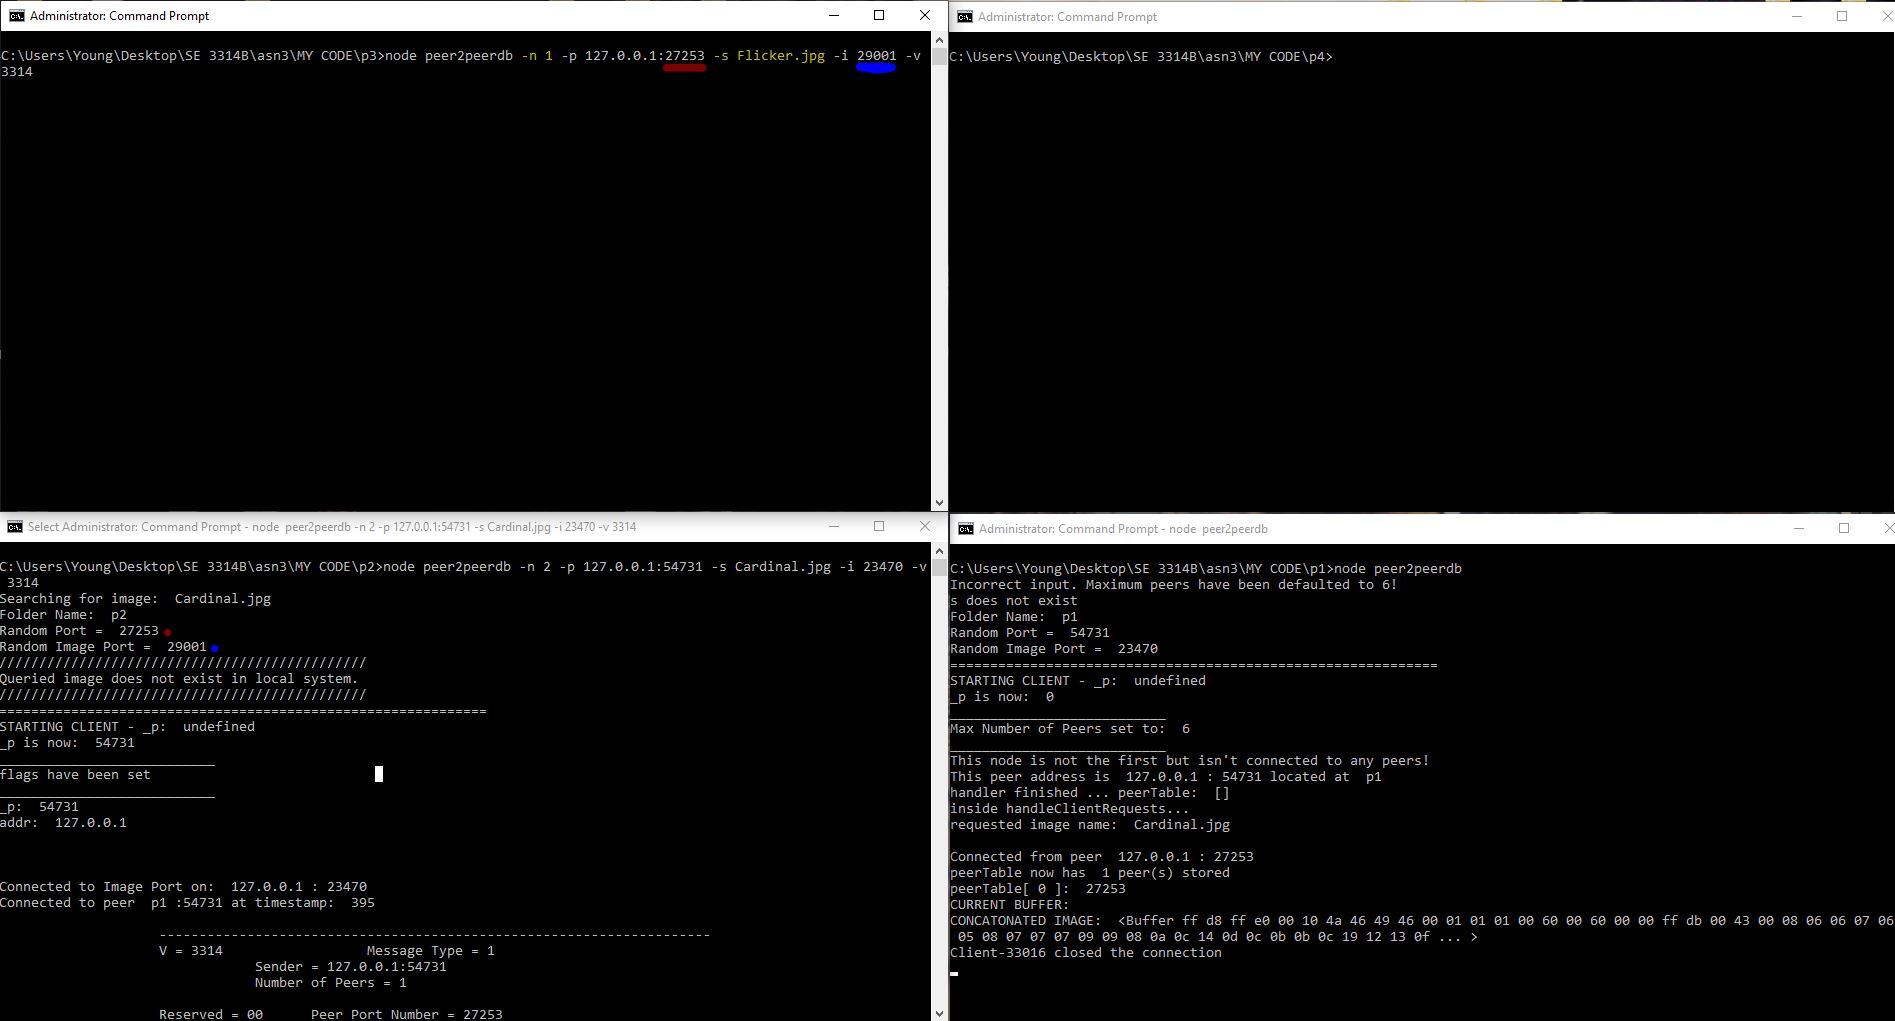 Administrator: Command Prompt
C:\Users\Young\Desktop\SE 3314B\asn3\MY CODE\p3>node peer2peerdb -n 1 -p 127.0.0.1:27253 -s Flicker.jpg -i 29001 -v
3314
Administrator: Command Prompt
C:\Users\Young\Desktop\SE 3314B\asn3\MY CODE\p4>
Select Administrator: Command Prompt - node  peer2peerdb -n 2 -p 127.0.0.1:54731 -s Cardinal.jpg -i 23470 -v 3314
C:\Users\Young\Desktop\SE 3314B\asn3\MY CODE\p2>node peer2peerdb -n 2 -p 127.0.0.1:54731 -s Cardinal.jpg -i 23470 -v
 3314
Searching for image:  Cardinal.jpg
Folder Name:  p2
Random Port =  27253
Random Image Port =  29001
//////////////////////////////////////////////
Queried image does not exist in local system.
//////////////////////////////////////////////
=============================================================
STARTING CLIENT - _p:  undefined
_p is now:  54731
___________________________
flags have been set
___________________________
_p:  54731
addr:  127.0.0.1
Connected to Image Port on:  127.0.0.1 : 23470
Connected to peer  p1 :54731 at timestamp:  395
---------------------------------------------------------------------
V = 3314                  Message Type = 1
Sender = 127.0.0.1:54731
Number of Peers = 1
Reserved = 00      Peer Port Number = 27253
Administrator: Command Prompt - node  peer2peerdb
C:\Users\Young\Desktop\SE 3314B\asn3\MY CODE\p1>node peer2peerdb
Incorrect input. Maximum peers have been defaulted to 6!
s does not exist
Folder Name:  p1
Random Port =  54731
Random Image Port =  23470
=============================================================
STARTING CLIENT - _p:  undefined
_p is now:  0
___________________________
Max Number of Peers set to:  6
___________________________
This node is not the first but isn't connected to any peers!
This peer address is  127.0.0.1 : 54731 located at  p1
handler finished ... peerTable:  []
inside handleClientRequests...
requested image name:  Cardinal.jpg
Connected from peer  127.0.0.1 : 27253
peerTable now has  1 peer(s) stored
peerTable[ 0 ]:  27253
CURRENT BUFFER:
CONCATONATED IMAGE:  <Buffer ff d8 ff e0 00 10 4a 46 49 46 00 01 01 01 00 60 00 60 00 00 ff db 00 43 00 08 06 06 07 06
 05 08 07 07 07 09 09 08 0a 0c 14 0d 0c 0b 0b 0c 19 12 13 0f ... >
Client-33016 closed the connection